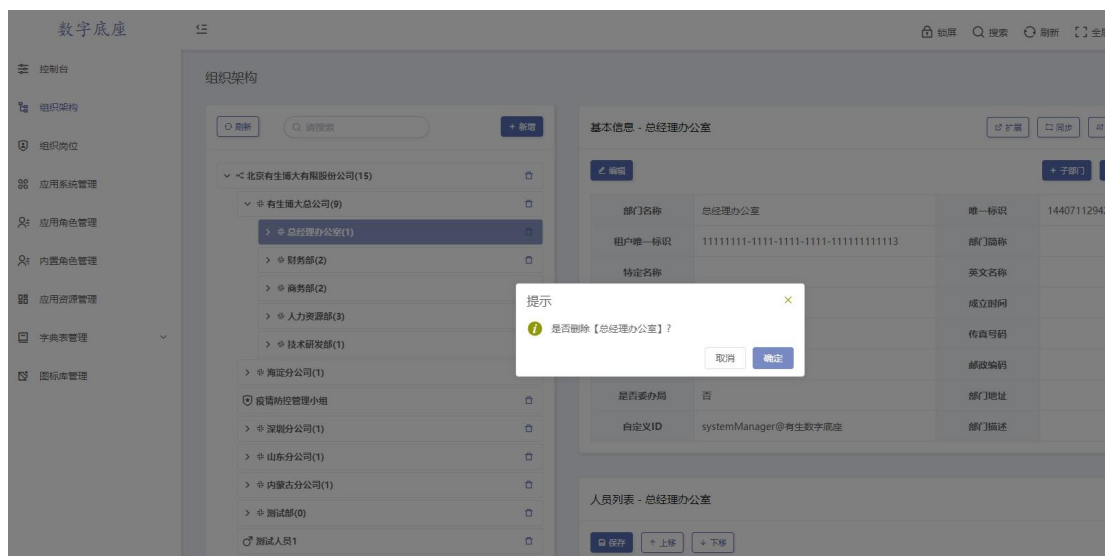 数字底座
锁屏 搜索 刷新
控制台
组织架构
组织岗位
应用系统管理
应用角色管理
内置角色管理
应用资源管理
字典表管理
图标库管理
组织架构
刷新 请搜索 + 新增
北京有生博大有限股份公司(15)
有生博大总公司(9)
总经理办公室(1)
财务部(2)
商务部(2)
人力资源部(3)
技术研发部(1)
海淀分公司(1)
疫情防控管理小组
深圳分公司(1)
山东分公司(1)
内蒙古分公司(1)
测试部(0)
测试人员1
基本信息 - 总经理办公室 扩展 同步
编辑 + 子部门
部门名称 总经理办公室 唯一标识
租户唯一标识 11111111-1111-1111-1111-111111111113 部门简称
特定名称 英文名称
成立时间
传真号码
邮政编码
是否委办局 否 部门地址
自定义ID systemManager@有生数字底座 部门描述
提示
是否删除【总经理办公室】?
取消 确定
人员列表 - 总经理办公室
保存 上移 下移